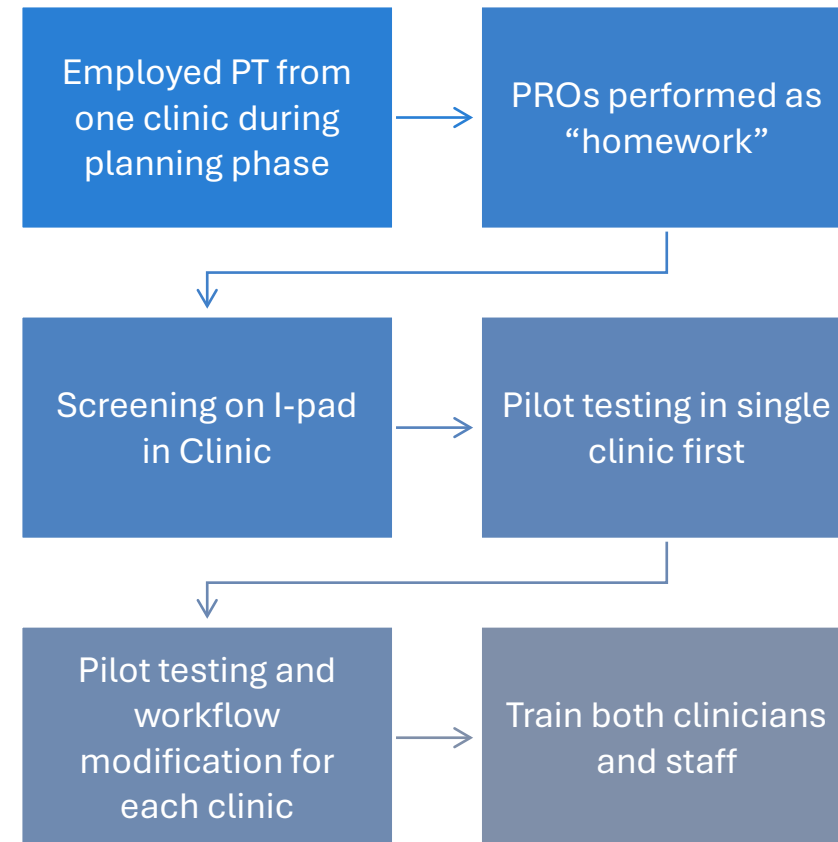 Employed PT from
one clinic during
planning phase
PROs performed as
“homework”
Screening on I-pad
in Clinic
Pilot testing in single
clinic first
Pilot testing and
workflow
modification for
each clinic
Train both clinicians
and staff